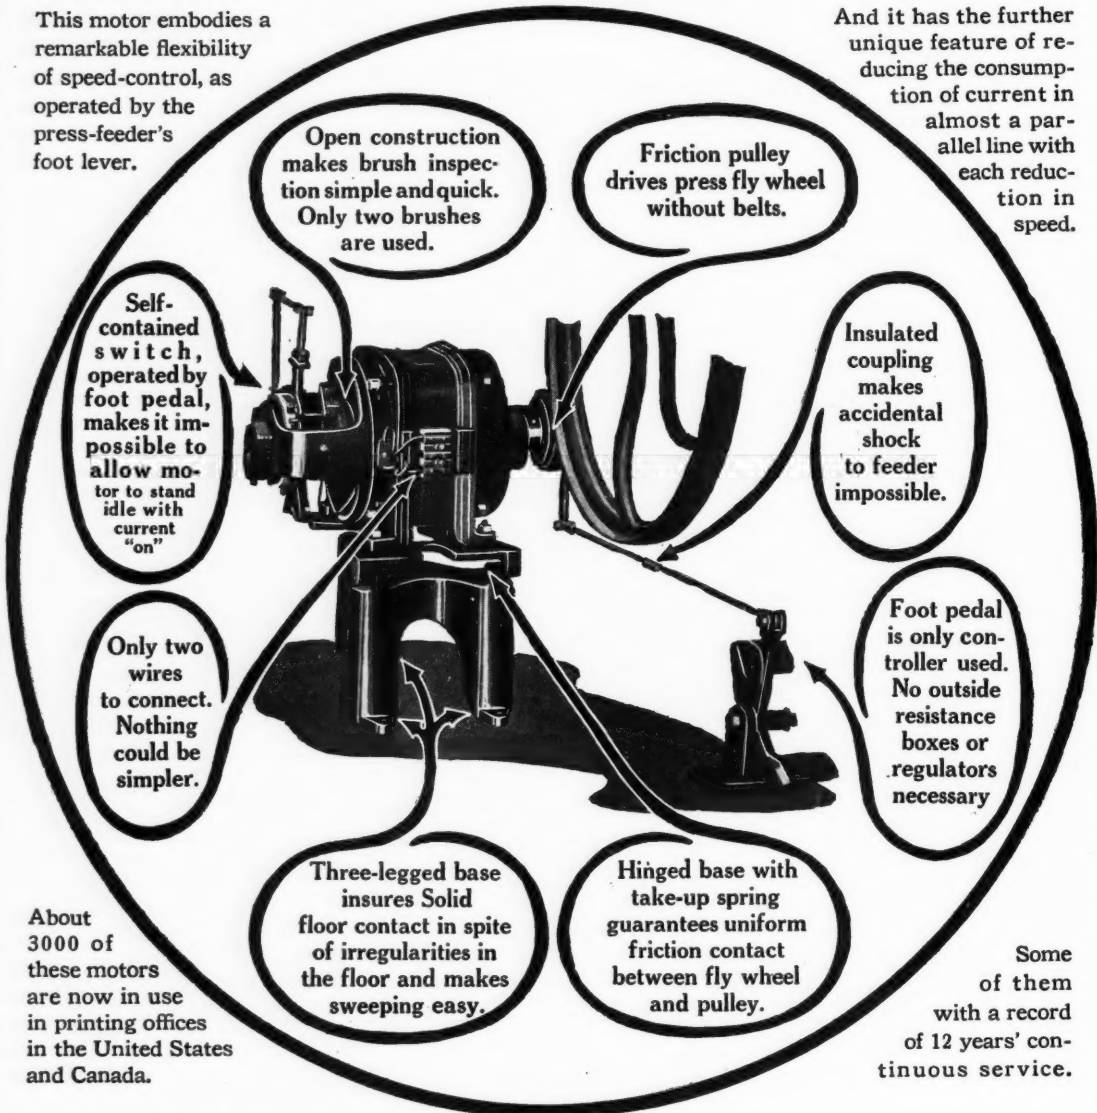 This motor embodies a
remarkable flexibility
of speed-control, as
operated by the
press-feeder's
foot lever.
And it has the further
unique feature of re-
ducing the consump-
tion of current in
almost a par-
allel line with
each reduc-
tion in
speed.
Open construction
makes brush inspec-
tion simple and quick.
Only two brushes
are used.
Friction pulley
drives press fly wheel
without belts.
Self-
contained
switch,
operated by
foot pedal,
makes it im-
possible to
allow mo-
tor to stand
idle with
current
"on"
Insulated
coupling
makes
accidental
shock
to feeder
impossible.
Only two
wires
to connect.
Nothing
could be
simpler.
Foot pedal
is only con-
troller used.
No outside
resistance
boxes or
regulators
necessary
Three-legged base
insures Solid
floor contact in spite
of irregularities in
the floor and makes
sweeping easy.
Hinged base with
take-up spring
guarantees uniform
friction contact
between fly wheel
and pulley.
About
3000 of
these motors
are now in use
in printing offices
in the United States
and Canada.
Some
of them
with a record
of 12 years' con-
tinuous service.